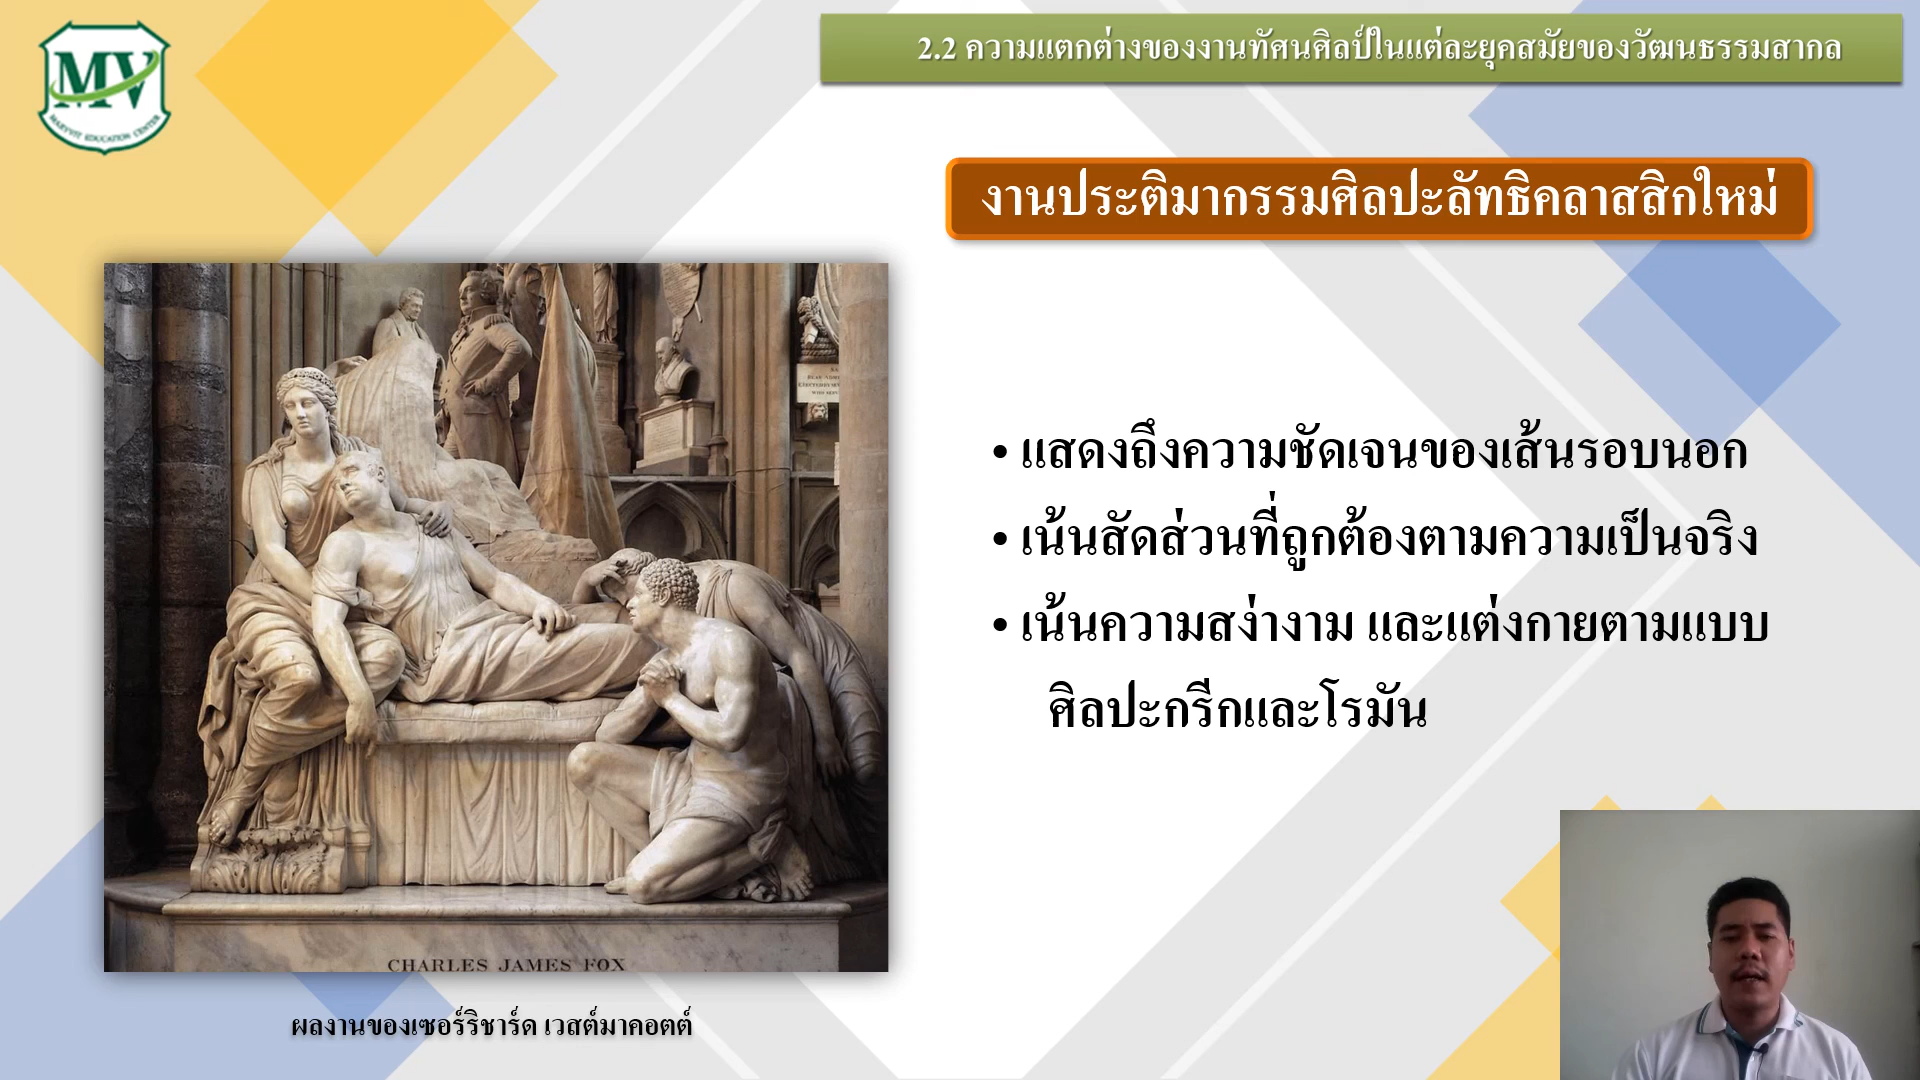 MV
MARYVIT EDUCATION CENTER
2.2 ความแตกต่างของงานทัศนศิลป์ในแต่ละยุคสมัยของวัฒนธรรมสากล
งานประติมากรรมศิลปะลัทธิคลาสสิกใหม่
• แสดงถึงความชัดเจนของเส้นรอบนอก
• เน้นสัดส่วนที่ถูกต้องตามความเป็นจริง
• เน้นความสง่างาม และแต่งกายตามแบบ
ศิลปะกรีกและโรมัน
CHARLES JAMES FOX
ผลงานของเซอร์ริชาร์ด เวสต์มาคอตต์